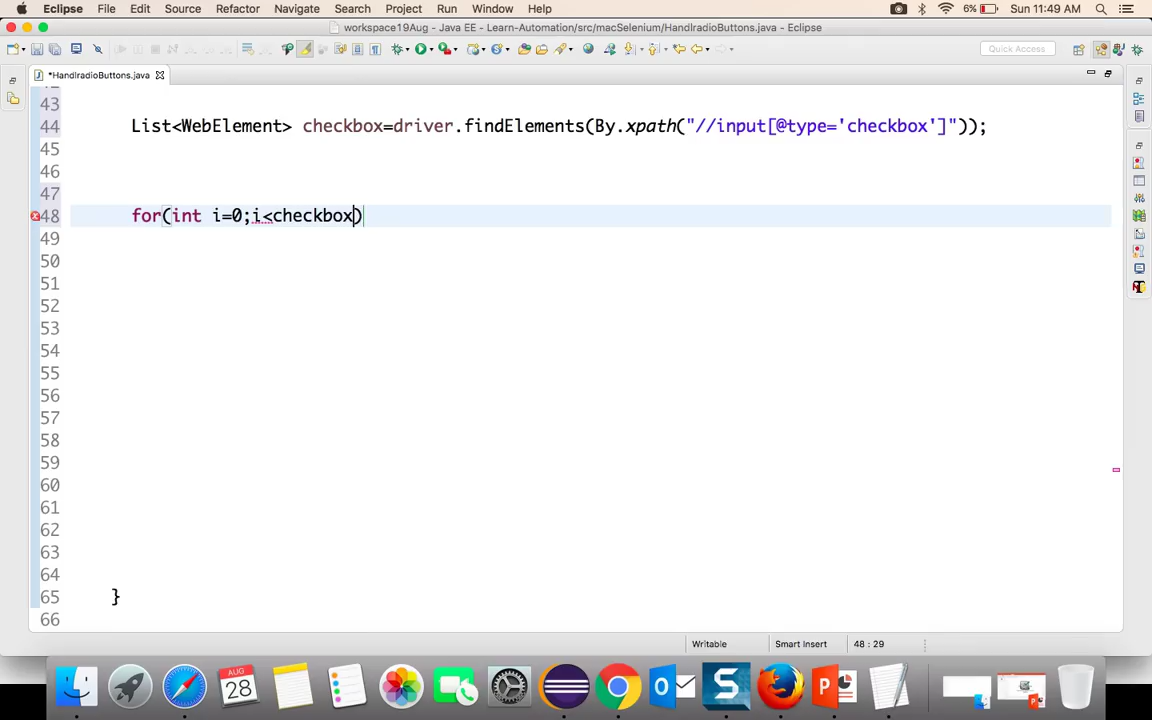 Eclipse File Edit Source Refactor Navigate Search Project Run Window Help 6% Sun 11:49 AM
workspace19Aug - Java EE - Learn-Automation/src/macSelenium/HandlradioButtons.java - Eclipse
Quick Access
*HandlradioButtons.java
43
44 List<WebElement> checkbox=driver.findElements(By.xpath("//input[@type='checkbox']"));
45
46
47
48 for(int i=0;i<checkbox)
49
50
51
52
53
54
55
56
57
58
59
60
61
62
63
64
65 }
66
Writable Smart Insert 48 : 29
AUG
28